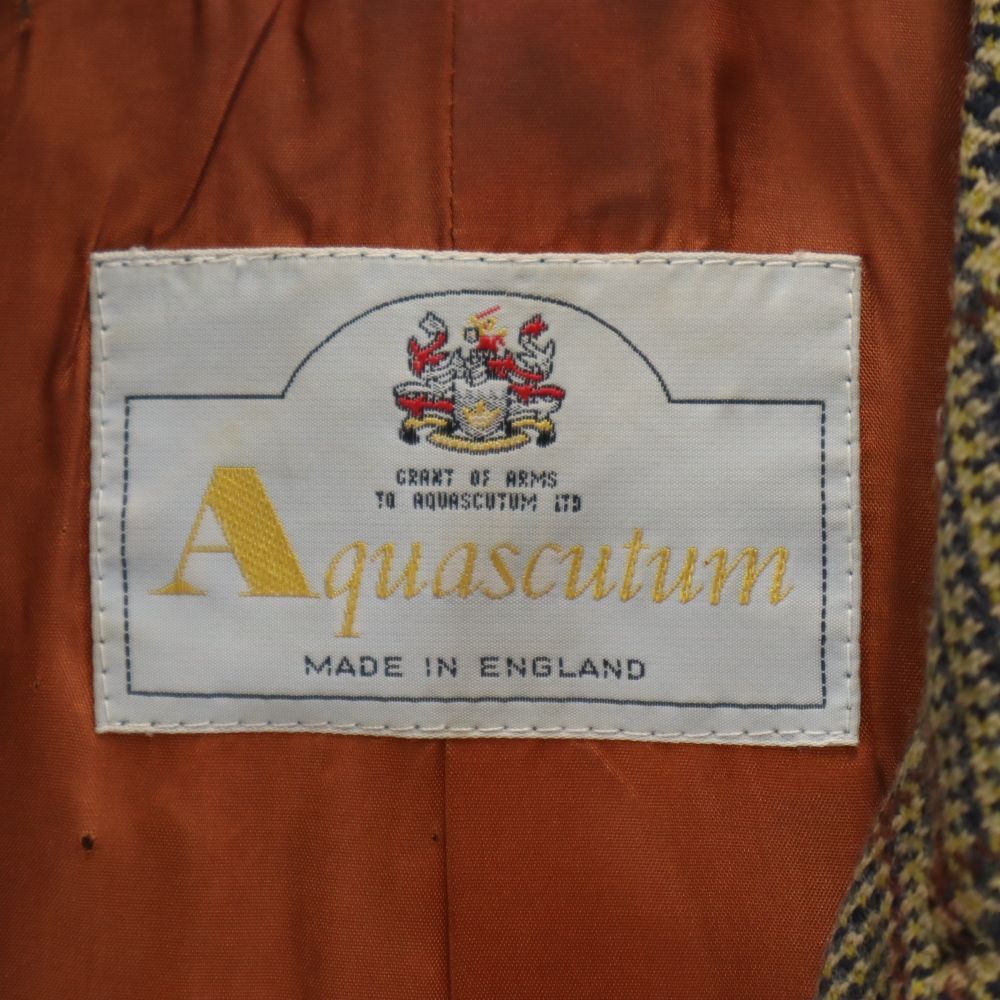 GRANT OF ARMS
TO AQUASCUTUM LTD
Aquascutum
MADE IN ENGLAND